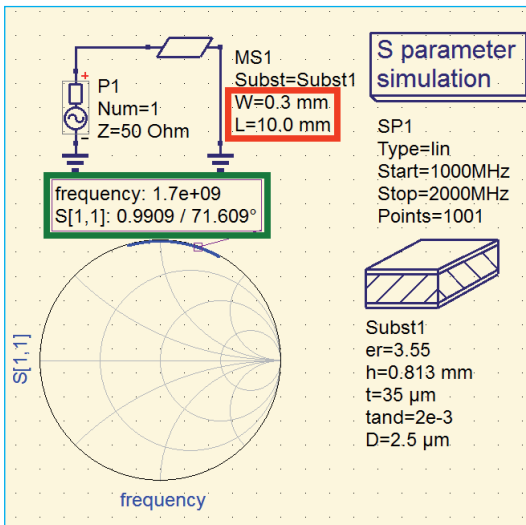 P1
Num=1
Z=50 Ohm
MS1
Subst=Subst1
W=0.3 mm
L=10.0 mm
S parameter
simulation
SP1
Type=lin
Start=1000MHz
Stop=2000MHz
Points=1001
frequency: 1.7e+09
S[1,1]: 0.9909 / 71.609°
S[1,1]
frequency
Subst1
er=3.55
h=0.813 mm
t=35 µm
tand=2e-3
D=2.5 µm